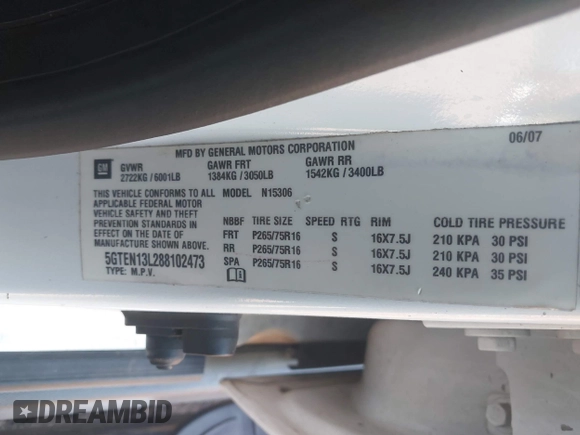 06/07
MFD BY GENERAL MOTORS CORPORATION
GM GVWR GAWR FRT GAWR RR
2722KG / 6001LB 1384KG / 3050LB 1542KG / 3400LB
THIS VEHICLE CONFORMS TO ALL MODEL N15306
APPLICABLE FEDERAL MOTOR
VEHICLE SAFETY AND THEFT
PREVENTION STANDARDS IN
EFFECT ON THE DATE OF
MANUFACTURE SHOWN ABOVE.
5GTEN13L288102473
TYPE: M.P.V.
NBBF TIRE SIZE SPEED RTG RIM COLD TIRE PRESSURE
FRT P265/75R16 S 16X7.5J 210 KPA 30 PSI
RR P265/75R16 S 16X7.5J 210 KPA 30 PSI
SPA P265/75R16 S 16X7.5J 240 KPA 35 PSI
DREAMBID